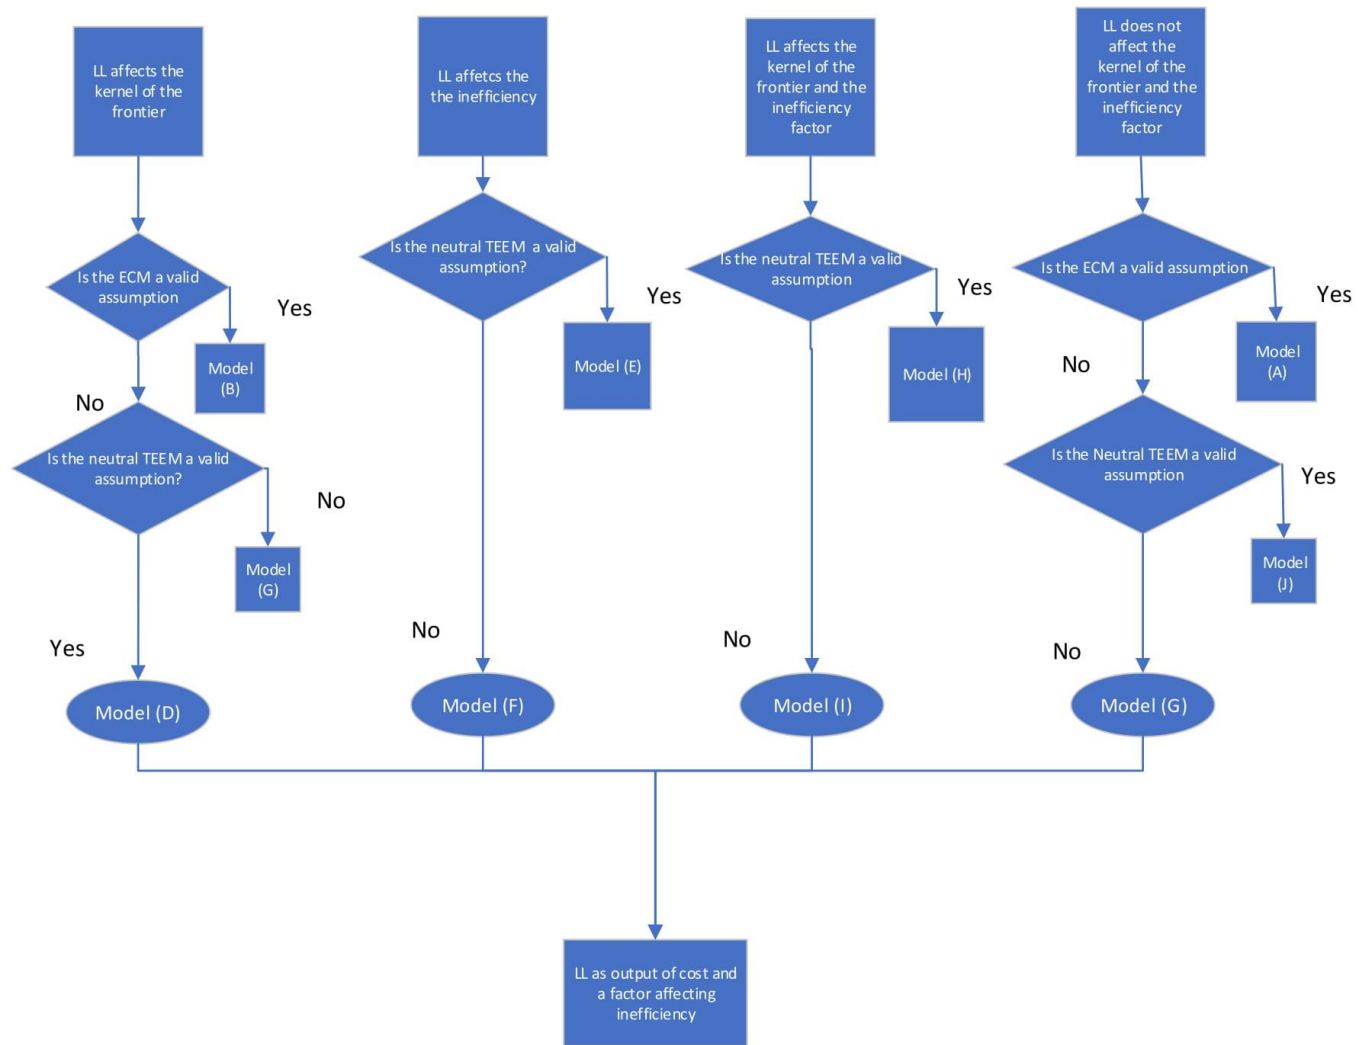 LL affects the
kernel of the
frontier
LL affetcs the
the inefficiency
LL affects the
kernel of the
frontier and the
inefficiency
factor
LL does not
affect the
kernel of the
frontier and the
inefficiency
factor
Is the ECM a valid
assumption
Yes
Model
(B)
No
Is the neutral TEEM a valid
assumption?
No
Model
(G)
Yes
Model (D)
Is the neutral TEEM a valid
assumption?
Yes
Model (E)
No
Model (F)
Is the neutral TEEM a valid
assumption
Yes
Model (H)
No
Model (I)
Is the ECM a valid assumption
Yes
Model
(A)
No
Is the Neutral TEEM a valid
assumption
Yes
Model
(J)
No
Model (G)
LL as output of cost and
a factor affecting
inefficiency